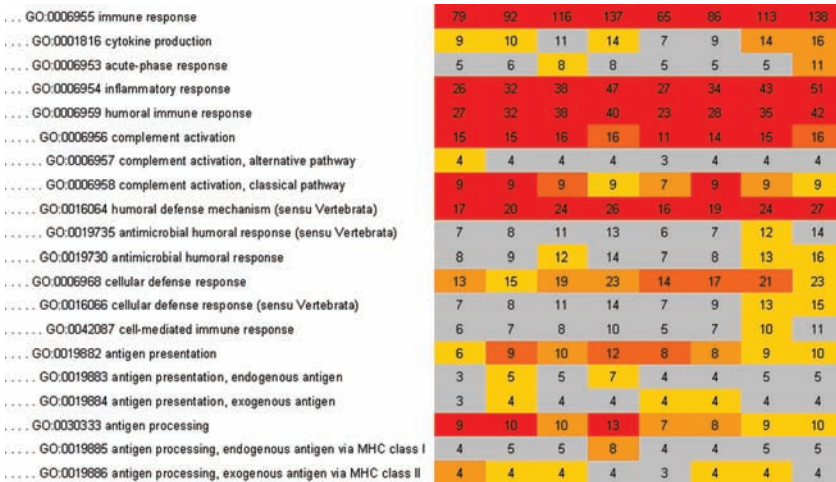 . . . GO:0006955 immune response 79 92 116 137 65 86 113 138
. . . . GO:0001816 cytokine production 9 10 11 14 7 9 14 16
. . . . GO:0006953 acute-phase response 5 6 8 8 5 5 5 11
. . . . GO:0006954 inflammatory response 26 32 38 47 27 34 43 51
. . . . GO:0006959 humoral immune response 27 32 38 40 23 28 35 42
. . . . . GO:0006956 complement activation 15 15 16 16 11 14 15 16
. . . . . . GO:0006957 complement activation, alternative pathway 4 4 4 4 3 4 4 4
. . . . . . GO:0006958 complement activation, classical pathway 9 9 9 9 7 9 9 9
. . . . . GO:0016064 humoral defense mechanism (sensu Vertebrata) 17 20 24 26 16 19 24 27
. . . . . GO:0019735 antimicrobial humoral response (sensu Vertebrata) 7 8 11 13 6 7 12 14
. . . . . GO:0019730 antimicrobial humoral response 8 9 12 14 7 8 13 16
. . . . GO:0006968 cellular defense response 13 15 19 23 14 17 21 23
. . . . . GO:0016066 cellular defense response (sensu Vertebrata) 7 8 11 14 7 9 13 15
. . . . . . GO:0042087 cell-mediated immune response 6 7 8 10 5 7 10 11
. . . . GO:0019882 antigen presentation 6 9 10 12 8 8 9 10
. . . . . GO:0019883 antigen presentation, endogenous antigen 3 5 5 7 4 4 5 5
. . . . . GO:0019884 antigen presentation, exogenous antigen 3 4 4 4 4 4 4 4
. . . . GO:0030333 antigen processing 9 10 10 13 7 8 9 10
. . . . . GO:0019885 antigen processing, endogenous antigen via MHC class I 4 5 5 8 4 4 5 5
. . . . . GO:0019886 antigen processing, exogenous antigen via MHC class II 4 4 4 4 3 4 4 4